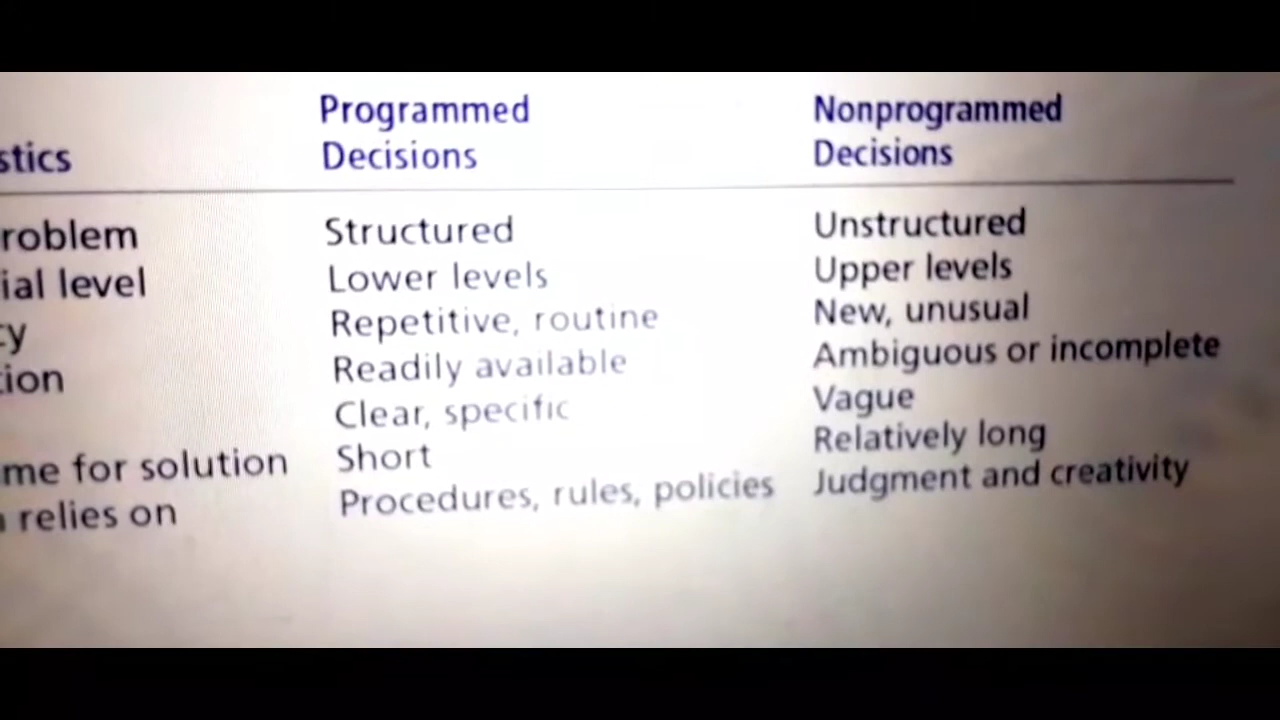 Programmed Nonprogrammed
stics Decisions Decisions
roblem Structured Unstructured
ial level Lower levels Upper levels
cy Repetitive, routine New, unusual
tion Readily available Ambiguous or incomplete
Clear, specific Vague
me for solution Short Relatively long
relies on Procedures, rules, policies Judgment and creativity